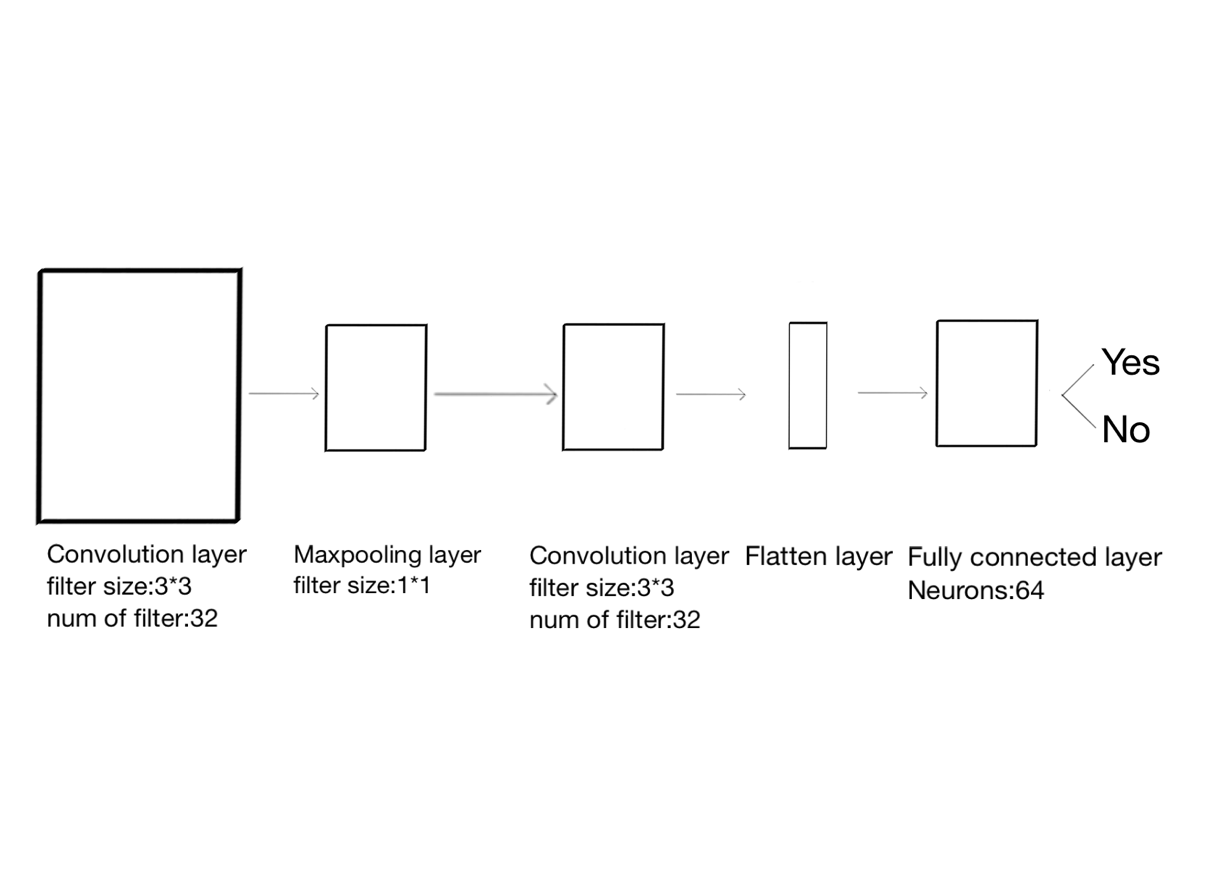 Yes
No
Convolution layer
filter size:3*3
num of filter:32
Maxpooling layer
filter size:1*1
Convolution layer
filter size:3*3
num of filter:32
Flatten layer
Fully connected layer
Neurons:64